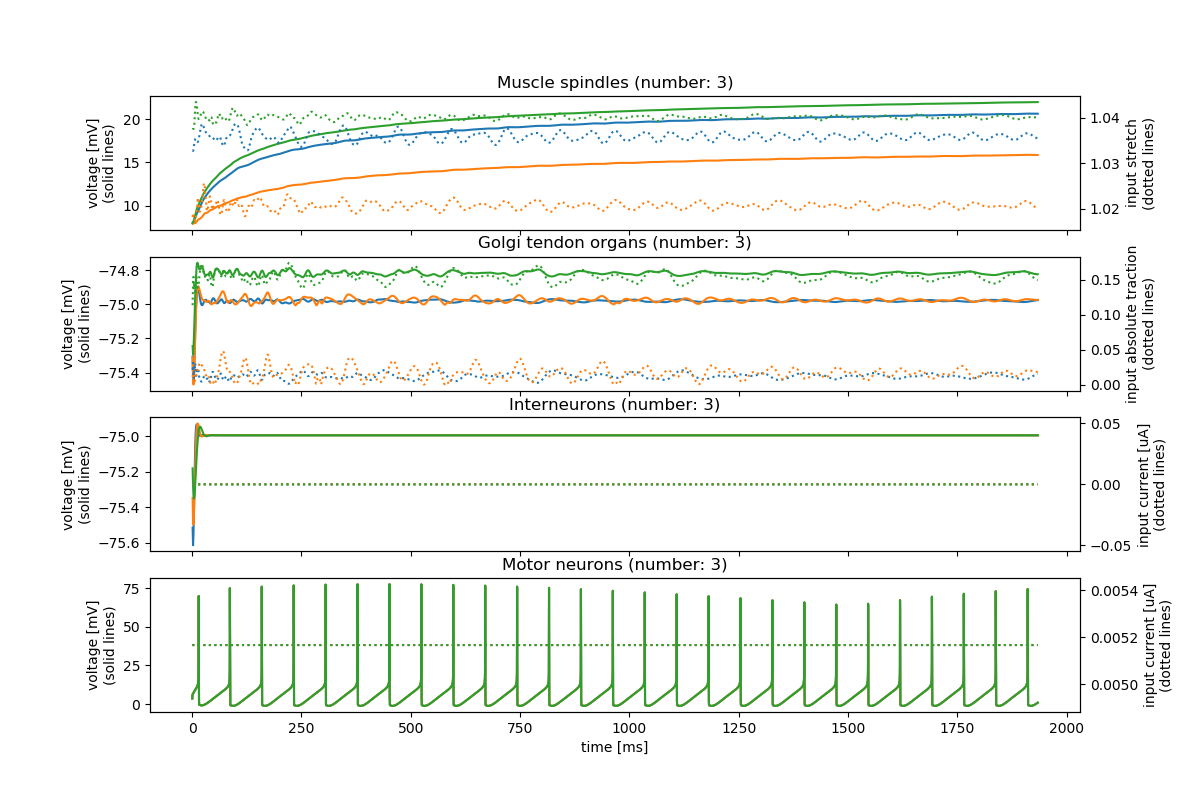 Muscle spindles (number: 3)
voltage [mV]
(solid lines)
20
15
10
1.04
1.03
1.02
input stretch
(dotted lines)
Golgi tendon organs (number: 3)
voltage [mV]
(solid lines)
−74.8
−75.0
−75.2
−75.4
0.15
0.10
0.05
0.00
input absolute traction
(dotted lines)
Interneurons (number: 3)
voltage [mV]
(solid lines)
−75.0
−75.2
−75.4
−75.6
0.05
0.00
−0.05
input current [uA]
(dotted lines)
Motor neurons (number: 3)
voltage [mV]
(solid lines)
75
50
25
0
0.0054
0.0052
0.0050
input current [uA]
(dotted lines)
0 250 500 750 1000 1250 1500 1750 2000
time [ms]